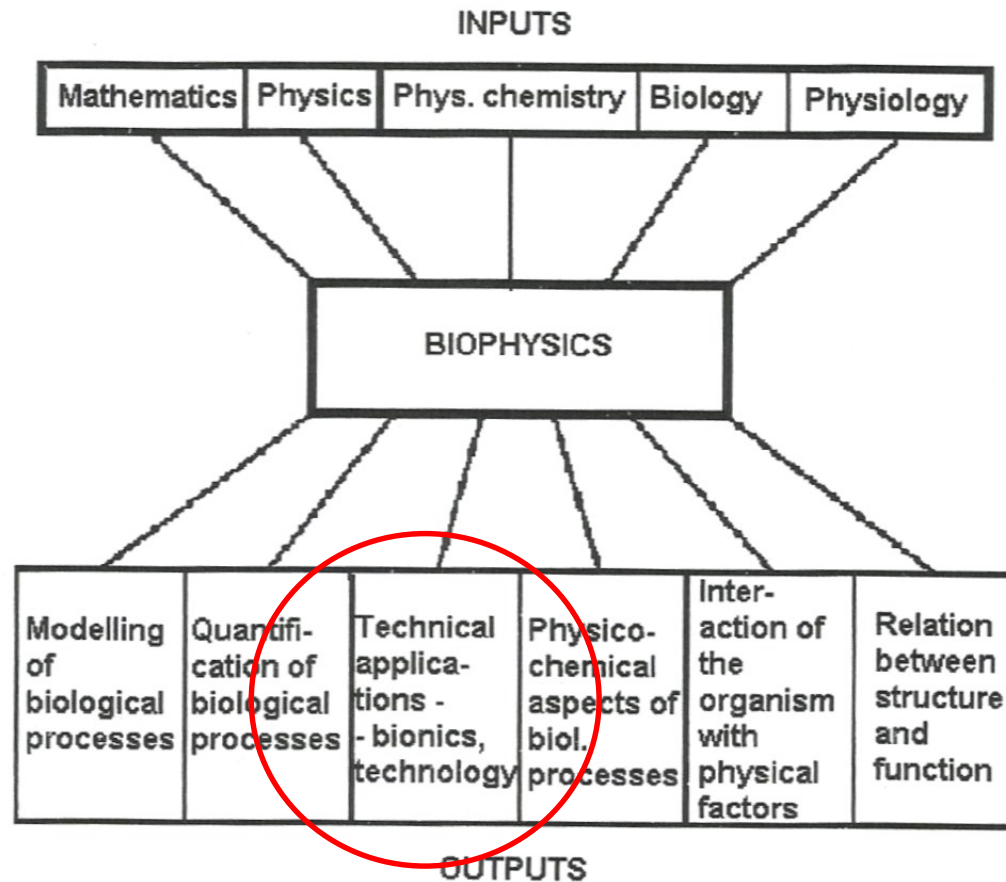 INPUTS
Mathematics
Physics
Phys. chemistry
Biology
Physiology
BIOPHYSICS
Modelling
of
biological
processes
Quantifi-
cation of
biological
processes
Technical
applica-
tions -
- bionics,
technology
Physico-
chemical
aspects of
biol.
processes
Inter-
action of
the
organism
with
physical
factors
Relation
between
structure
and
function
OUTPUTS